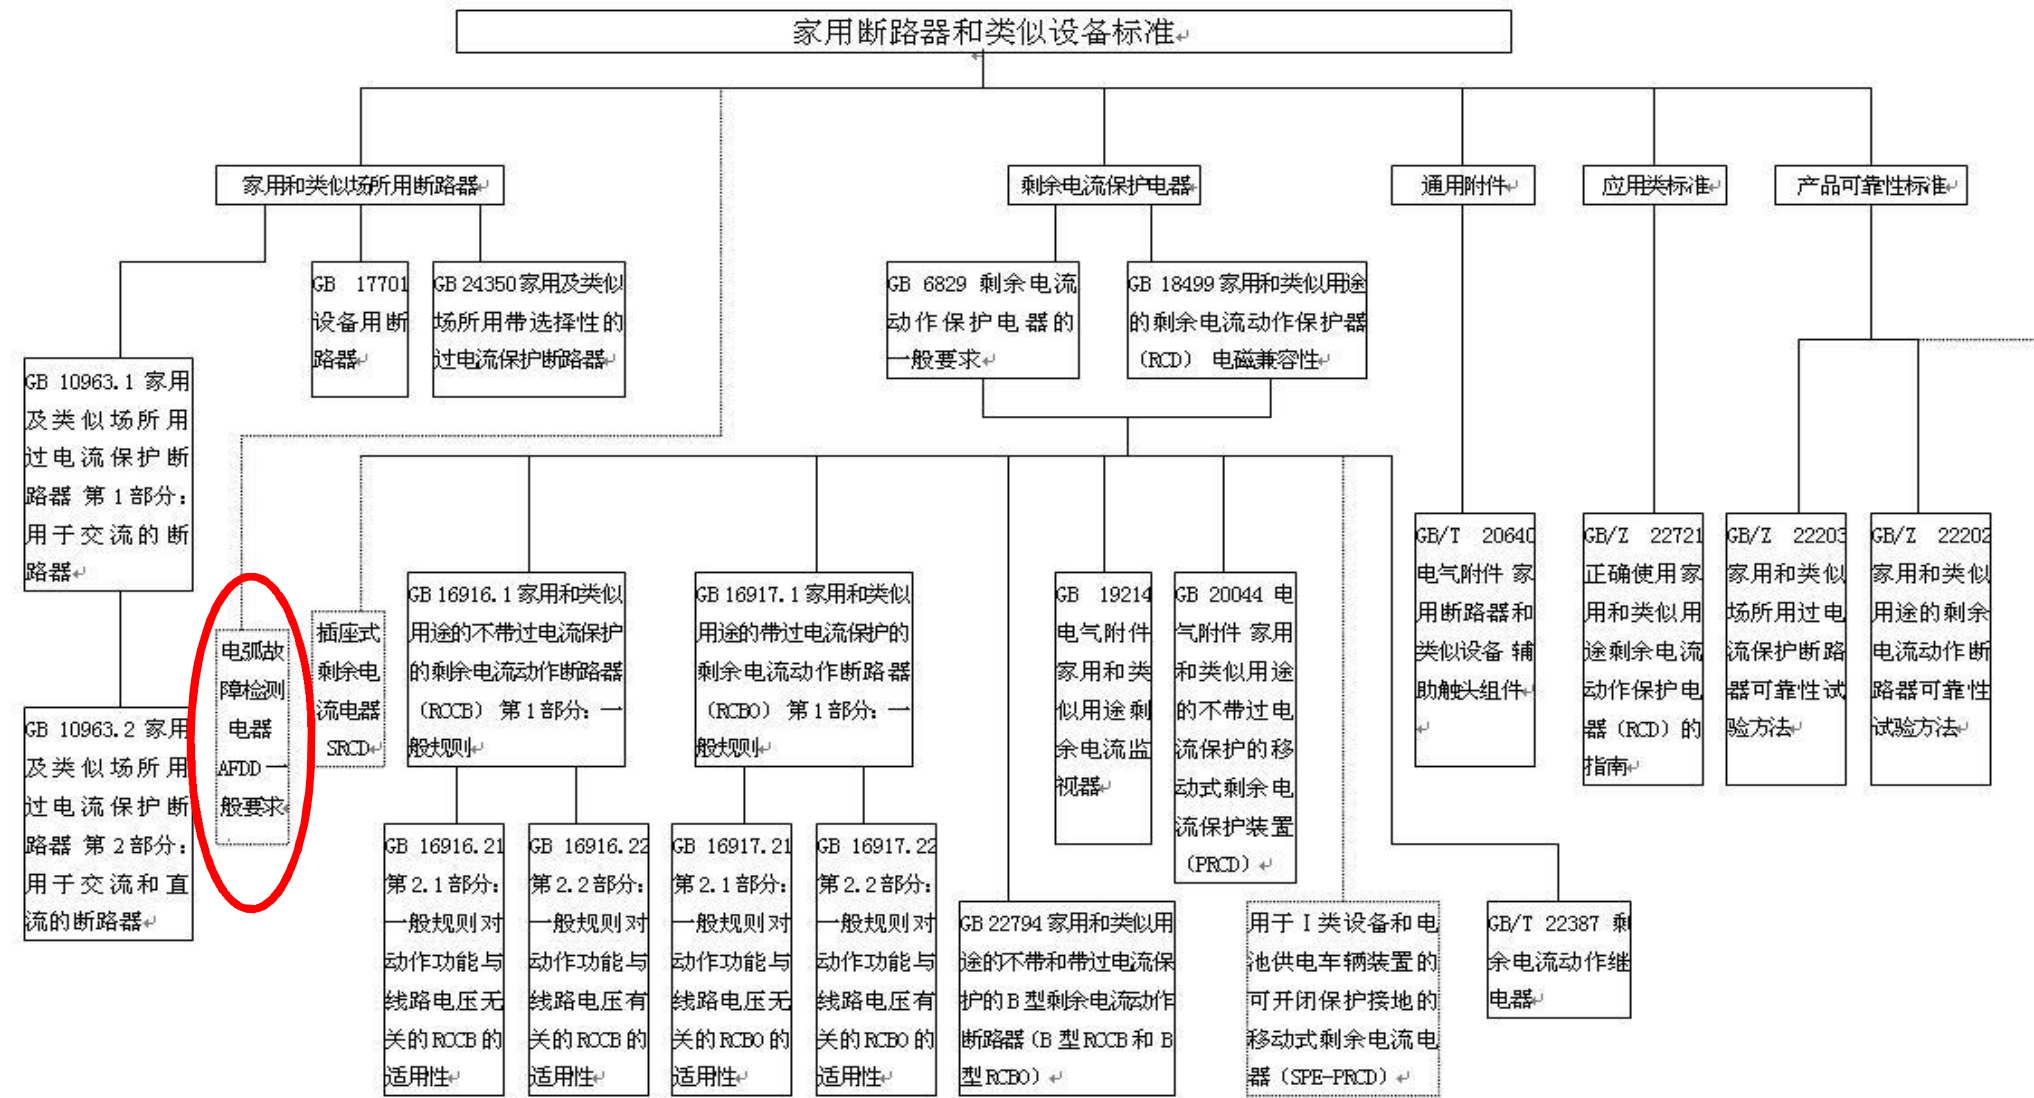 家用断路器和类似设备标准
家用和类似场所用断路器
剩余电流保护电器
通用附件
应用类标准
产品可靠性标准
GB 17701
设备用断
路器
GB 24350家用及类似
场所用带选择性的
过电流保护断路器
GB 6829 剩余电流
动作保护电器的
一般要求
GB 18499家用和类似用途
的剩余电流动作保护器
（RCD） 电磁兼容性
GB 10963.1 家用
及类似场所用
过电流保护断
路器 第1部分：
用于交流的断
路器
GB 10963.2 家用
及类似场所用
过电流保护断
路器 第2部分：
用于交流和直
流的断路器
电弧故
障检测
电器
AFDD一
般要求
插座式
剩余电
流电器
SRCD
GB 16916.1家用和类似
用途的不带过电流保护
的剩余电流动作断路器
（RCCB） 第1部分：一
般规则
GB 16917.1家用和类似
用途的带过电流保护的
剩余电流动作断路器
（RCBO） 第1部分：一
般规则
GB 19214
电气附件
家用和类
似用途剩
余电流监
视器
GB 20044 电
气附件 家用
和类似用途
的不带过电
流保护的移
动式剩余电
流保护装置
（PRCD）
GB/T 20640
电气附件 家
用断路器和
类似设备 辅
助触头组件
GB/Z 22721
正确使用家
用和类似用
途剩余电流
动作保护电
器（RCD）的
指南
GB/Z 22203
家用和类似
场所用过电
流保护断路
器可靠性试
验方法
GB/Z 22202
家用和类似
用途的剩余
电流动作断
路器可靠性
试验方法
GB 16916.21
第2.1部分：
一般规则对
动作功能与
线路电压无
关的RCCB的
适用性
GB 16916.22
第2.2部分：
一般规则对
动作功能与
线路电压有
关的RCCB的
适用性
GB 16917.21
第2.1部分：
一般规则对
动作功能与
线路电压无
关的RCBO的
适用性
GB 16917.22
第2.2部分：
一般规则对
动作功能与
线路电压有
关的RCBO的
适用性
GB 22794家用和类似用
途的不带和带过电流保
护的B型剩余电流动作
断路器（B型RCCB和B
型RCBO）
用于I类设备和电
池供电车辆装置的
可开闭保护接地的
移动式剩余电流电
器（SPE-PRCD）
GB/T 22387 剩
余电流动作继
电器